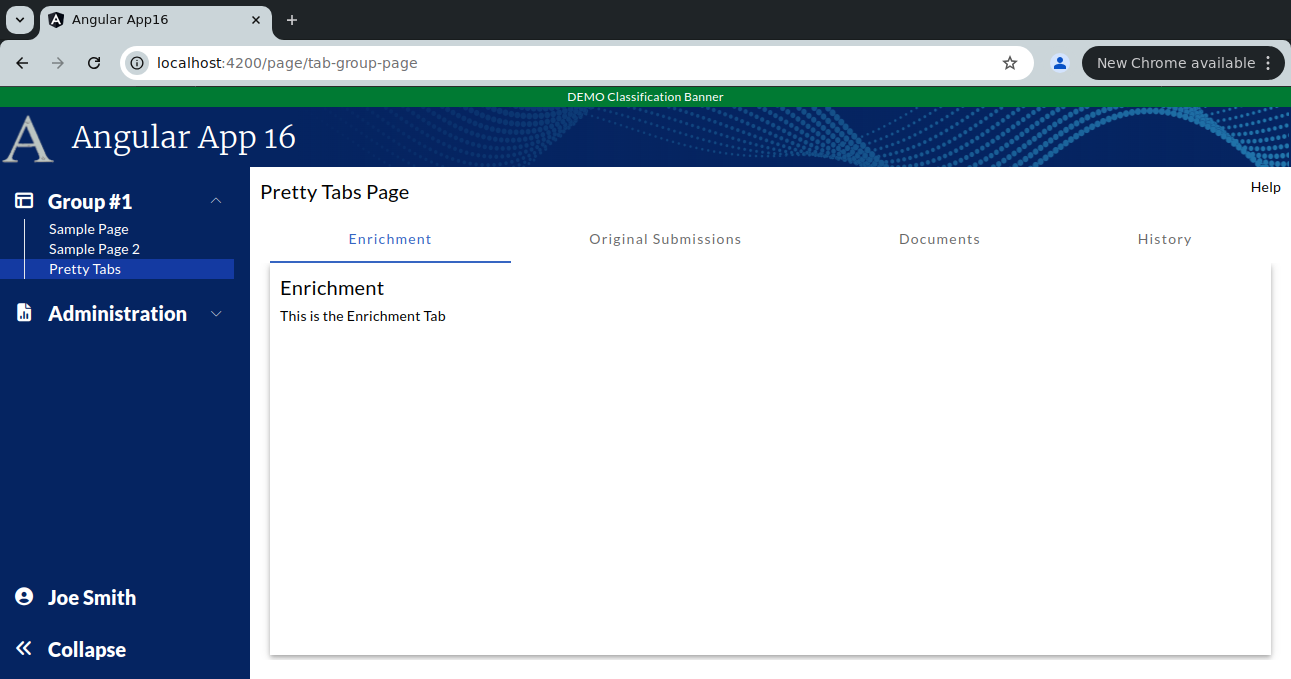 Angular App16
localhost:4200/page/tab-group-page
New Chrome available
DEMO Classification Banner
A Angular App 16
Group #1
Sample Page
Sample Page 2
Pretty Tabs
Administration
Joe Smith
Collapse
Pretty Tabs Page
Help
Enrichment Original Submissions Documents History
Enrichment
This is the Enrichment Tab